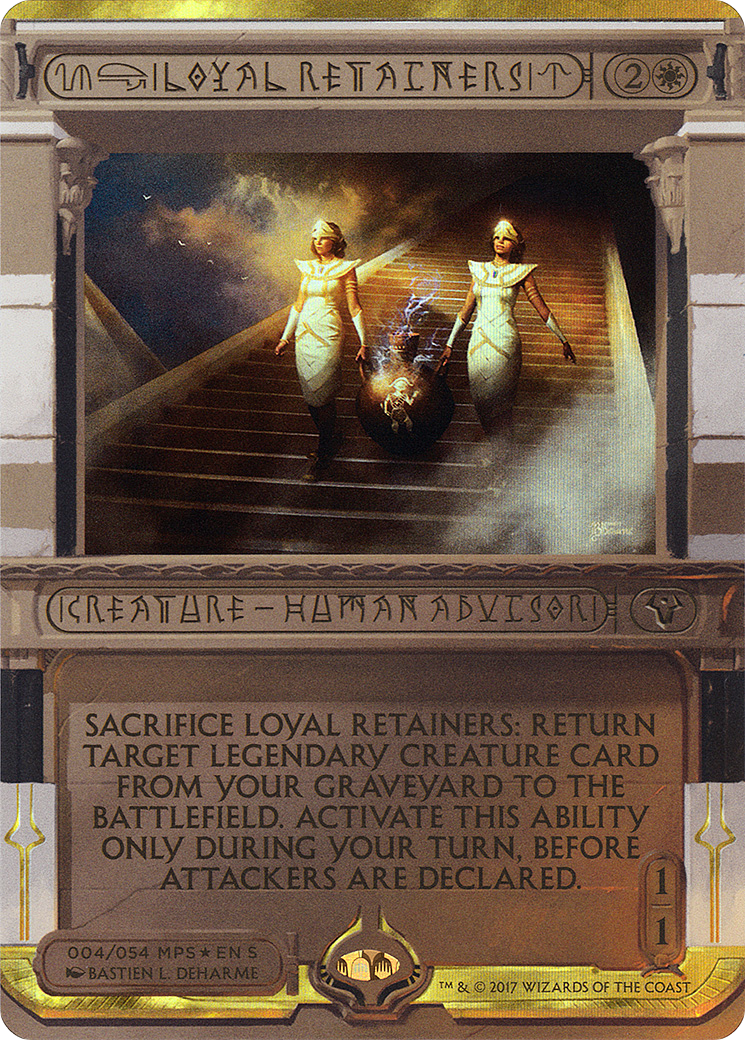 LOYAL RETAINERS 2
CREATURE – HUMAN ADVISOR
SACRIFICE LOYAL RETAINERS: RETURN
TARGET LEGENDARY CREATURE CARD
FROM YOUR GRAVEYARD TO THE
BATTLEFIELD. ACTIVATE THIS ABILITY
ONLY DURING YOUR TURN, BEFORE
ATTACKERS ARE DECLARED.
1
1
004/054 MPS★EN S
BASTIEN L. DEHARME
™ & © 2017 WIZARDS OF THE COAST